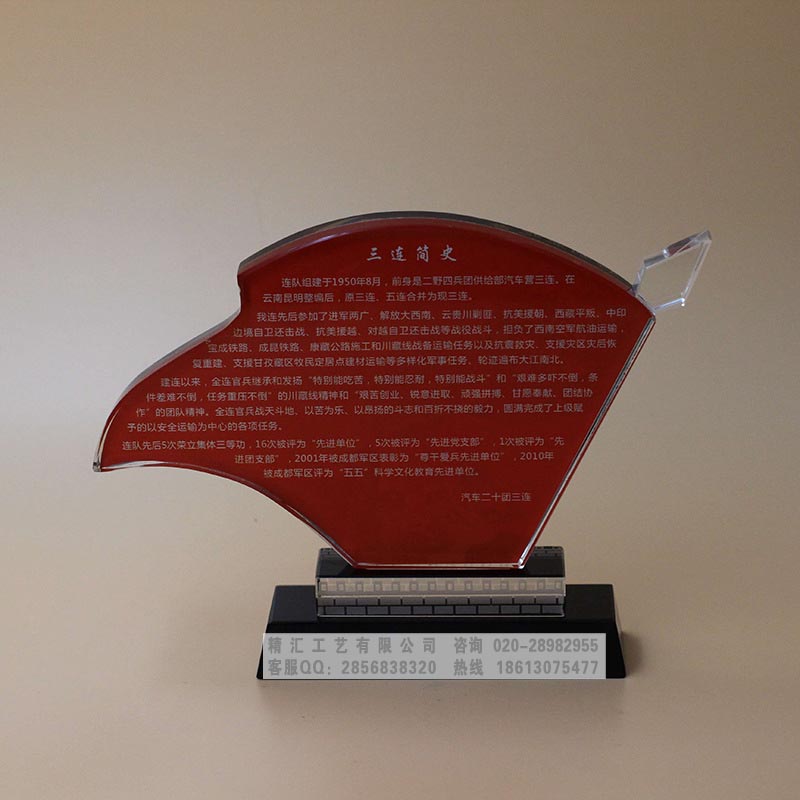 三连简史
连队组建于1950年8月，前身是二野四兵团供给部汽车营三连。在
云南昆明整编后，原三连、五连合并为现三连。
我连先后参加了进军两广、解放大西南、云贵川剿匪、抗美援朝、西藏平叛、中印
边境自卫还击战、抗美援越、对越自卫还击战等战役战斗，担负了西南空军航油运输，
宝成铁路、成昆铁路、康藏公路施工和川藏线战备运输任务以及抗震救灾、支援灾区灾后恢
复重建、支援甘孜藏区牧民定居点建材运输等多样化军事任务、轮迹遍布大江南北。
建连以来，全连官兵继承和发扬“特别能吃苦，特别能忍耐，特别能战斗”和“艰难多吓不倒，条
件差难不倒，任务重压不倒”的川藏线精神和“艰苦创业、锐意进取、顽强拼搏、甘愿奉献、团结协
作”的团队精神。全连官兵战天斗地、以苦为乐、以昂扬的斗志和百折不挠的毅力，圆满完成了上级赋
予的以安全运输为中心的各项任务。
连队先后5次荣立集体三等功，16次被评为“先进单位”，5次被评为“先进党支部”，1次被评为“先
进团支部”，2001年被成都军区表彰为“尊干爱兵先进单位”，2010年
被成都军区评为“五五”科学文化教育先进单位。
汽车二十团三连
精汇工艺有限公司 咨询 020-28982955
客服QQ：2856838320 热线 18613075477